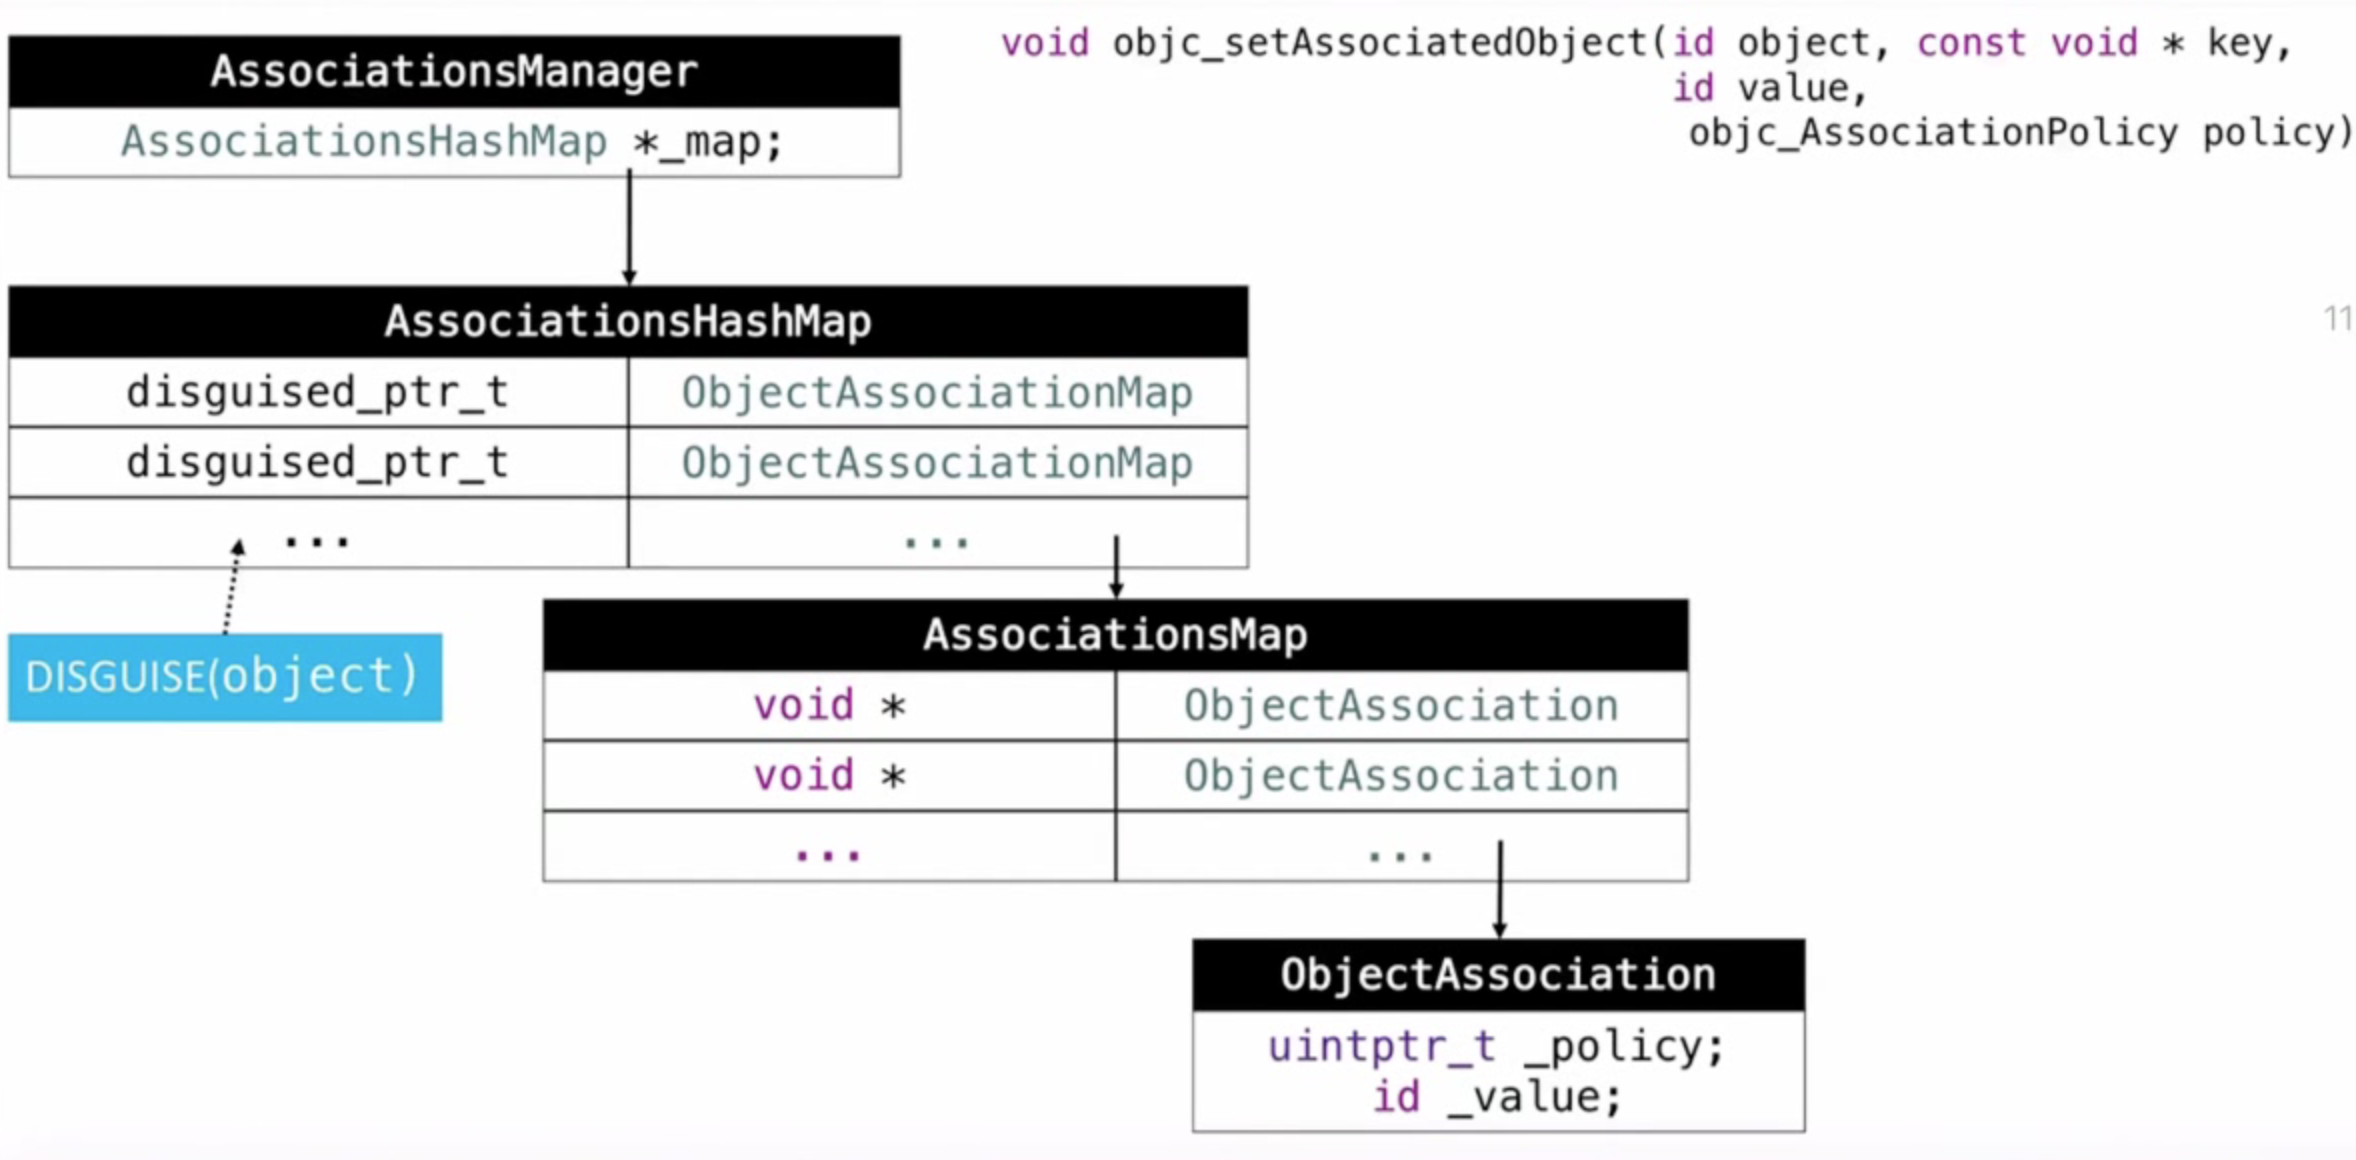 AssociationsManager
AssociationsHashMap *_map;
void objc_setAssociatedObject(id object, const void * key,
id value,
objc_AssociationPolicy policy)
AssociationsHashMap
11
disguised_ptr_t ObjectAssociationMap
disguised_ptr_t ObjectAssociationMap
... ...
DISGUISE(object)
AssociationsMap
void * ObjectAssociation
void * ObjectAssociation
... ...
ObjectAssociation
uintptr_t _policy;
id _value;